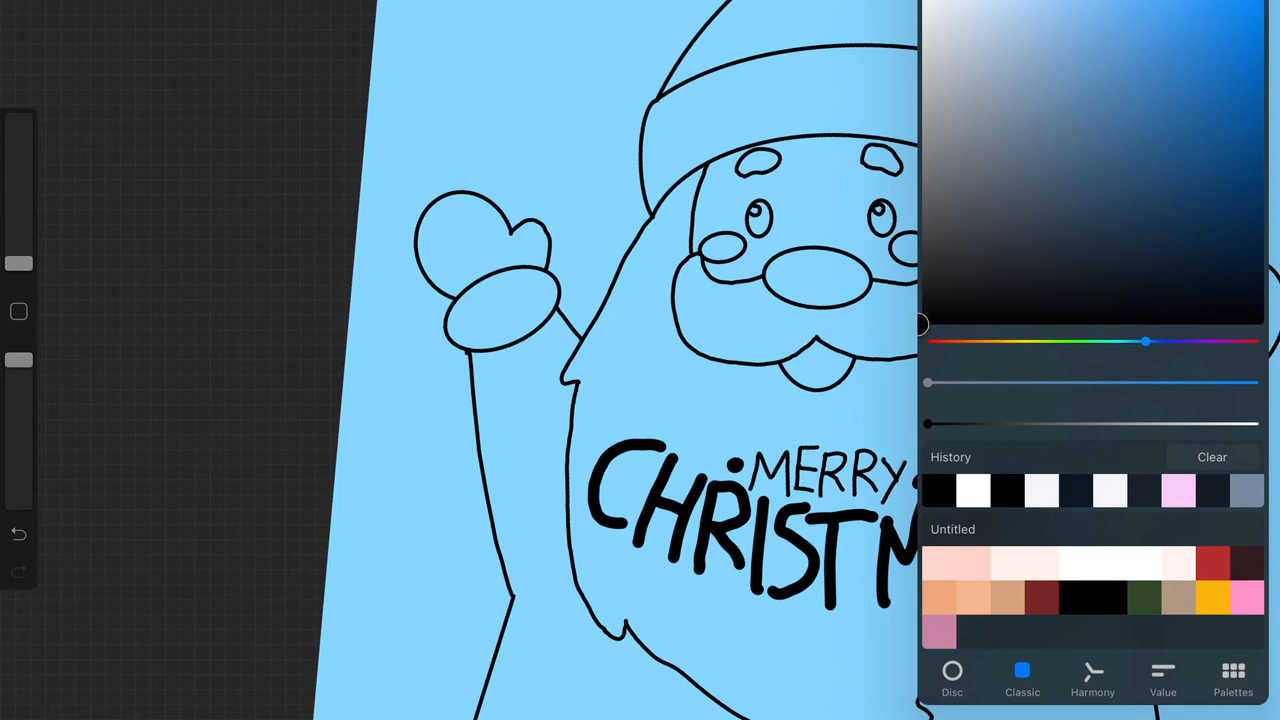 MERRY
CHRISTM
History
Clear
Untitled
Disc
Classic
Harmony
Value
Palettes